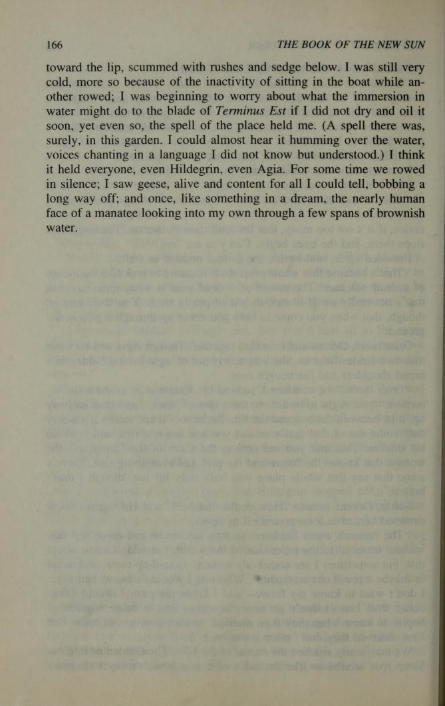 166 THE BOOK OF THE NEW SUN
toward the lip, scummed with rushes and sedge below. I was still very
cold, more so because of the inactivity of sitting in the boat while an-
other rowed; I was beginning to worry about what the immersion in
water might do to the blade of Terminus Est if I did not dry and oil it
soon, yet even so, the spell of the place held me. (A spell there was,
surely, in this garden. I could almost hear it humming over the water,
voices chanting in a language I did not know but understood.) I think
it held everyone, even Hildegrin, even Agia. For some time we rowed
in silence; I saw geese, alive and content for all I could tell, bobbing a
long way off; and once, like something in a dream, the nearly human
face of a manatee looking into my own through a few spans of brownish
water.